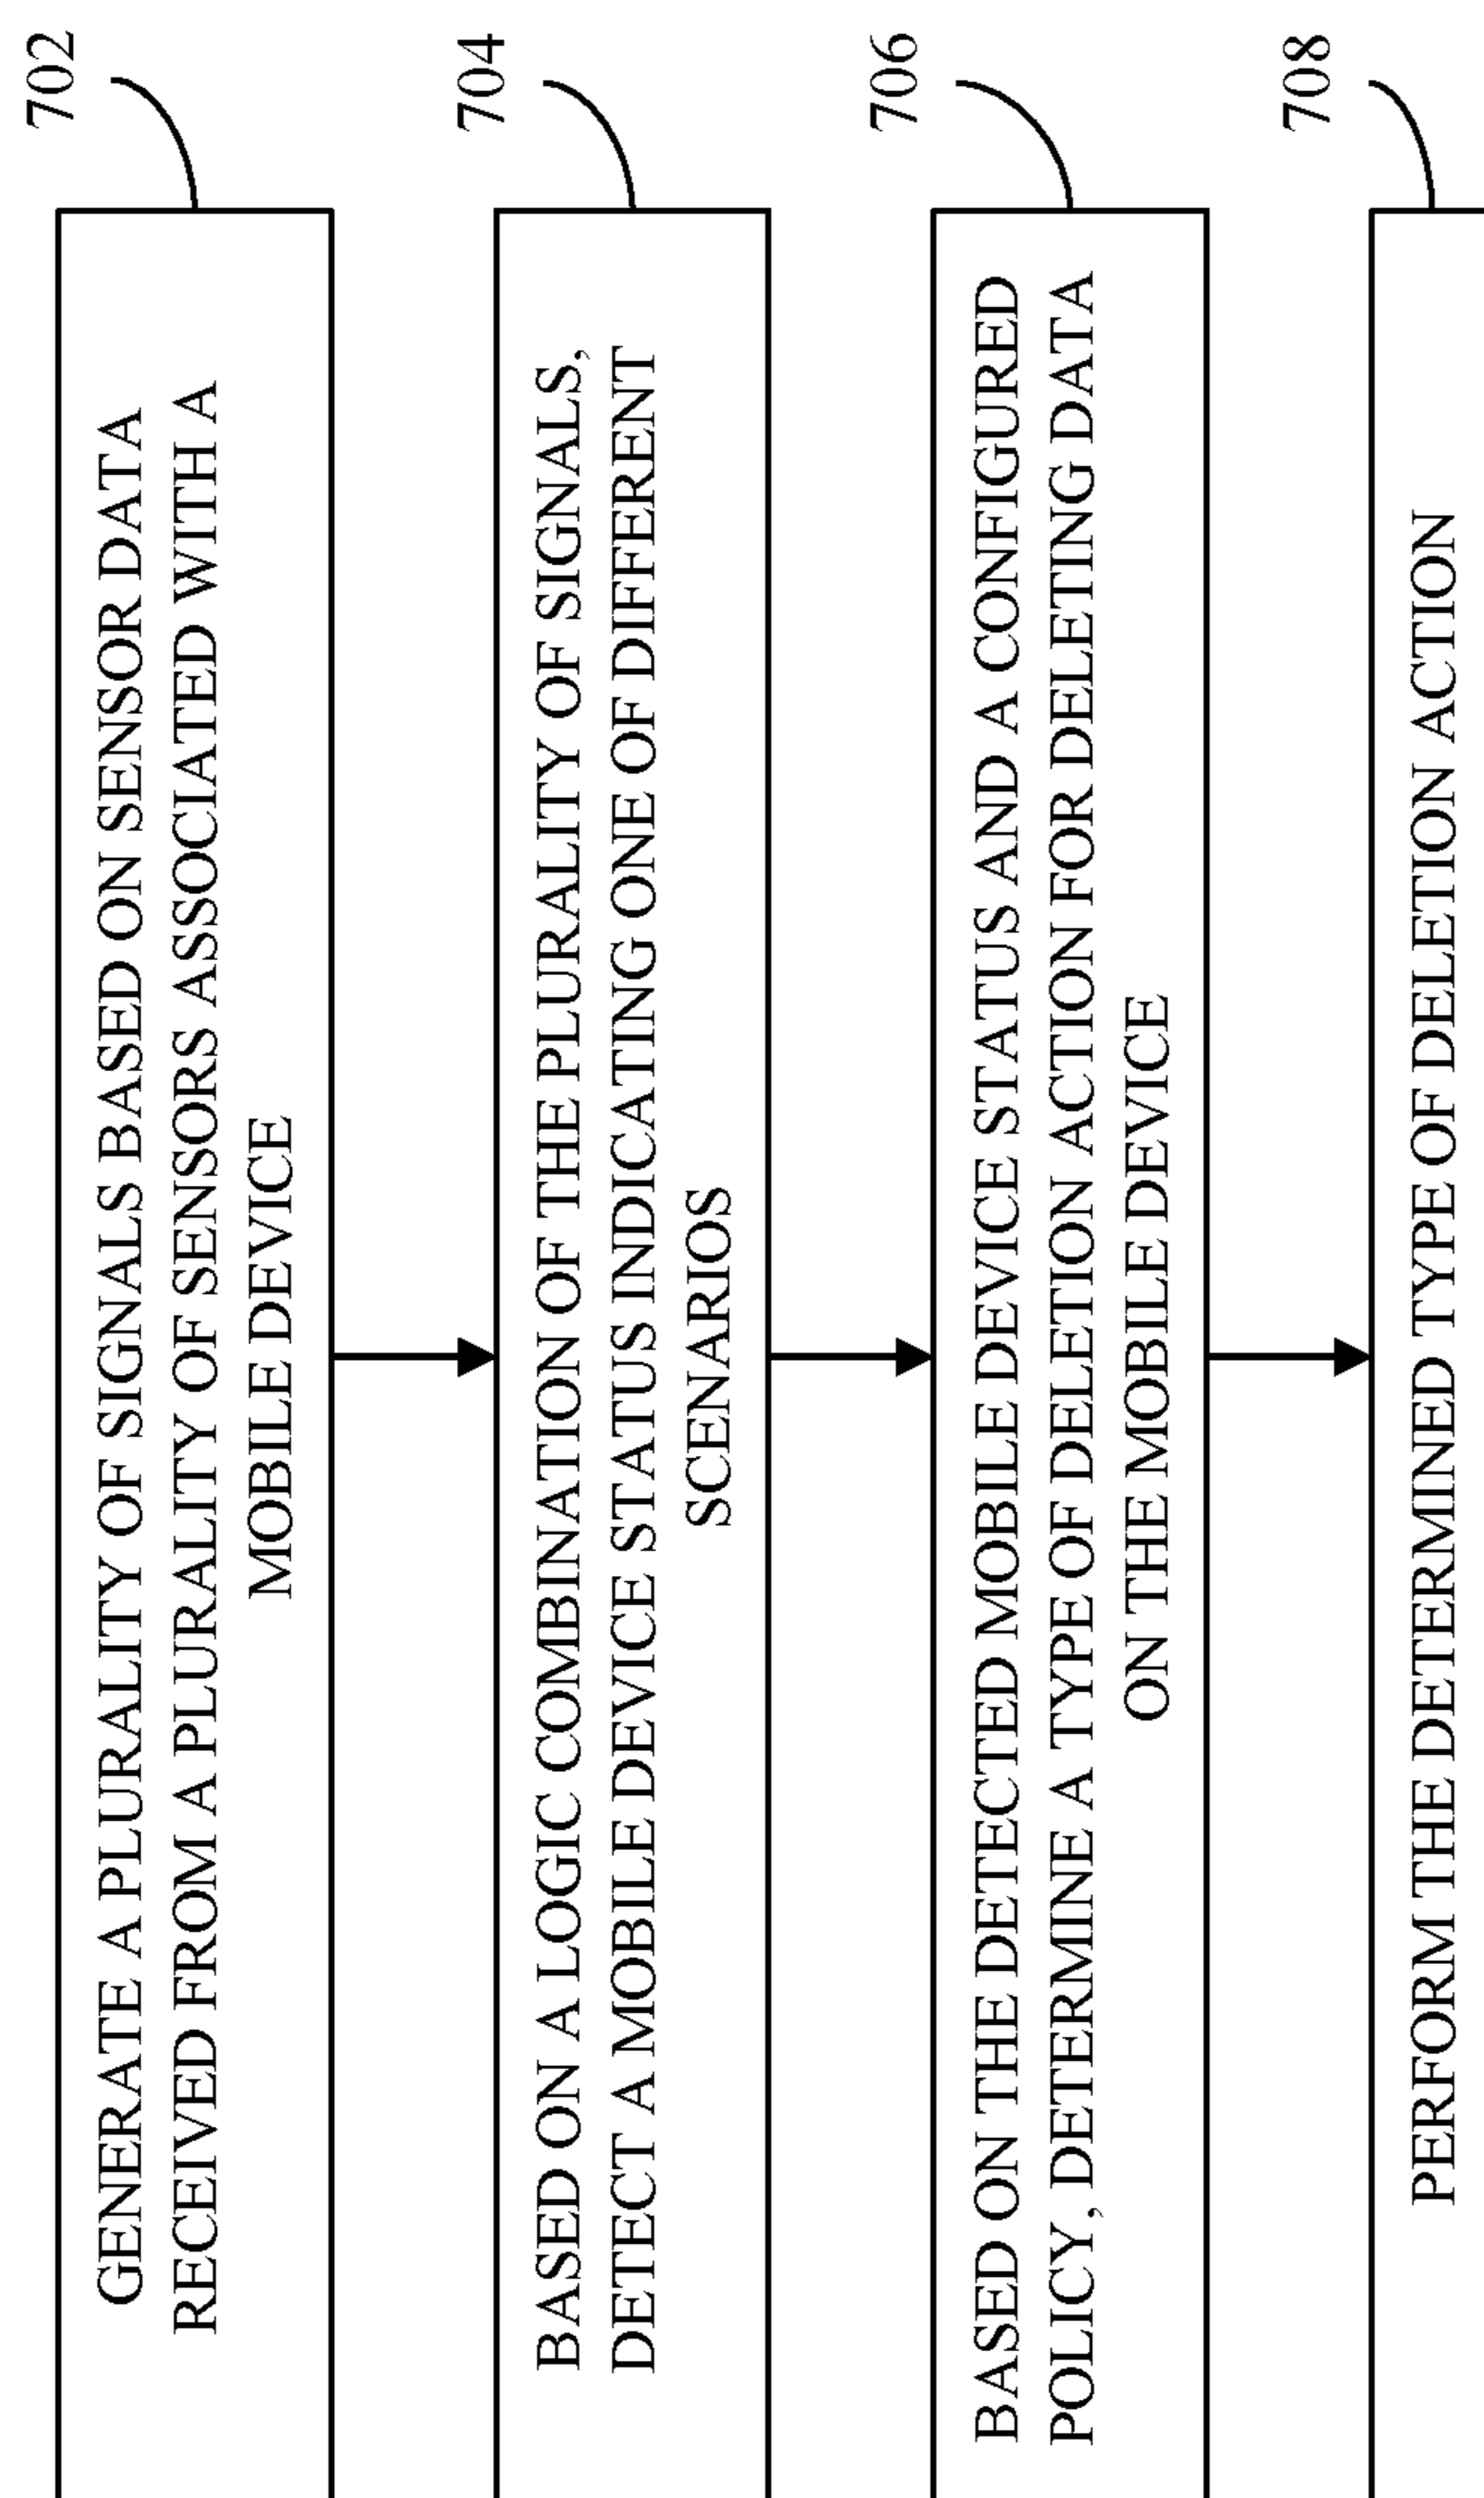 702
GENERATE A PLURALITY OF SIGNALS BASED ON SENSOR DATA
RECEIVED FROM A PLURALITY OF SENSORS ASSOCIATED WITH A
MOBILE DEVICE
704
BASED ON A LOGIC COMBINATION OF THE PLURALITY OF SIGNALS,
DETECT A MOBILE DEVICE STATUS INDICATING ONE OF DIFFERENT
SCENARIOS
706
BASED ON THE DETECTED MOBILE DEVICE STATUS AND A CONFIGURED
POLICY, DETERMINE A TYPE OF DELETION ACTION FOR DELETING DATA
ON THE MOBILE DEVICE
708
PERFORM THE DETERMINED TYPE OF DELETION ACTION